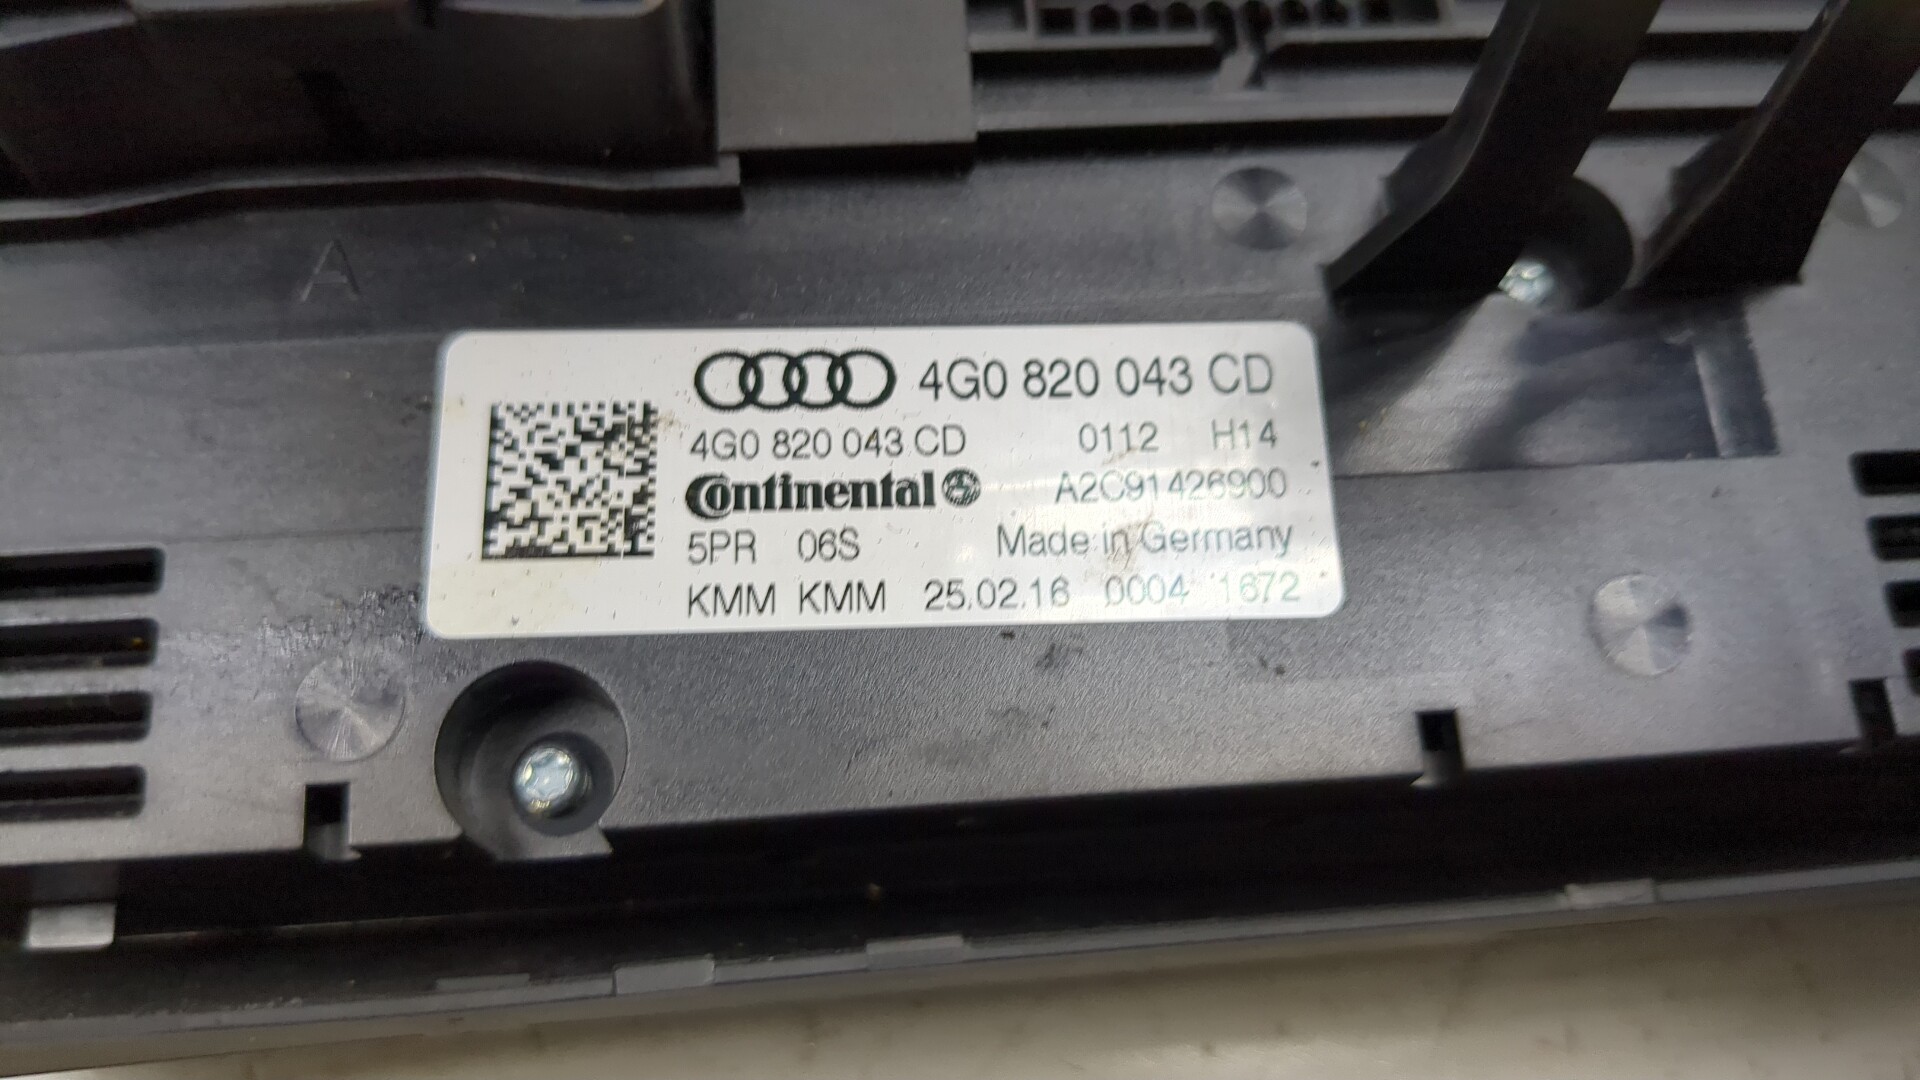 A
4G0 820 043 CD
4G0 820 043 CD 0112 H14
Continental A2C91426900
5PR 06S Made in Germany
KMM KMM 25.02.16 0004 1672